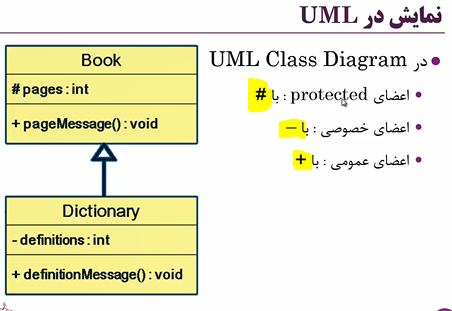 نمایش در UML
در UML Class Diagram
اعضای protected : با #
اعضای خصوصی : با −
اعضای عمومی : با +
Book
# pages : int
+ pageMessage() : void
Dictionary
- definitions : int
+ definitionMessage() : void